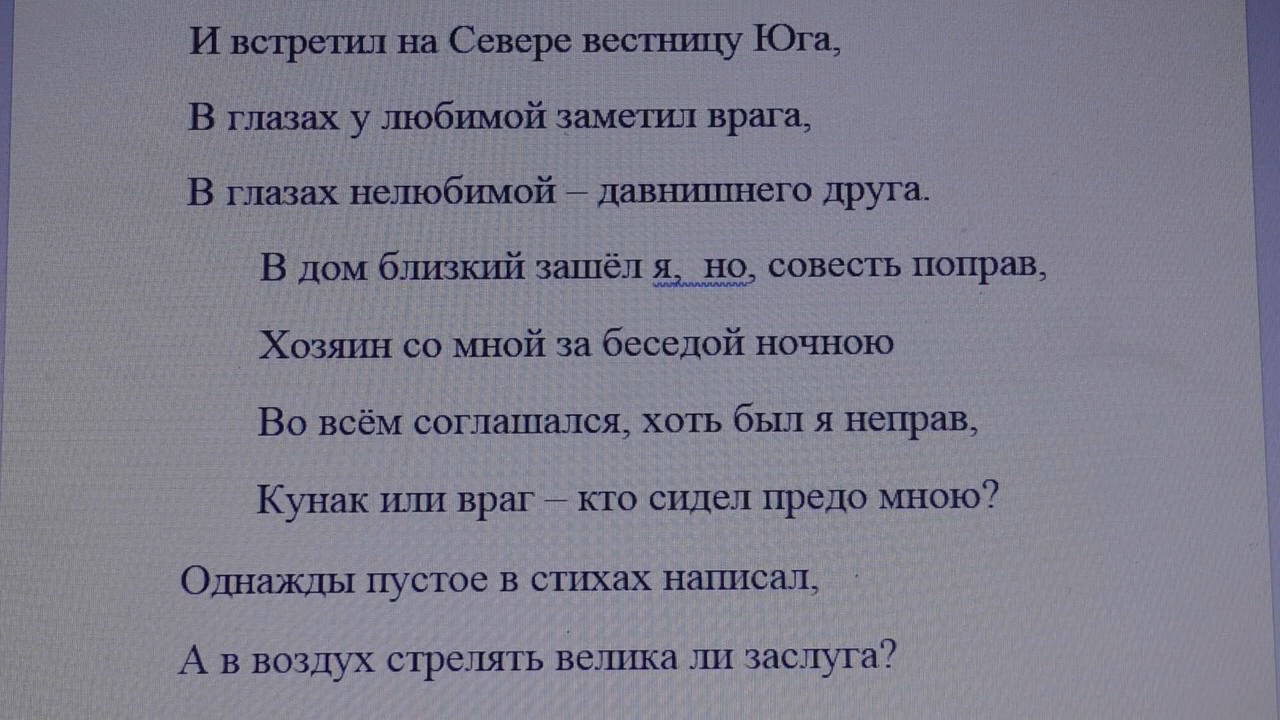 И встретил на Севере вестницу Юга,
В глазах у любимой заметил врага,
В глазах нелюбимой – давнишнего друга.
В дом близкий зашёл я,  но, совесть поправ,
Хозяин со мной за беседой ночною
Во всём соглашался, хоть был я неправ,
Кунак или враг – кто сидел предо мною?
Однажды пустое в стихах написал,
А в воздух стрелять велика ли заслуга?